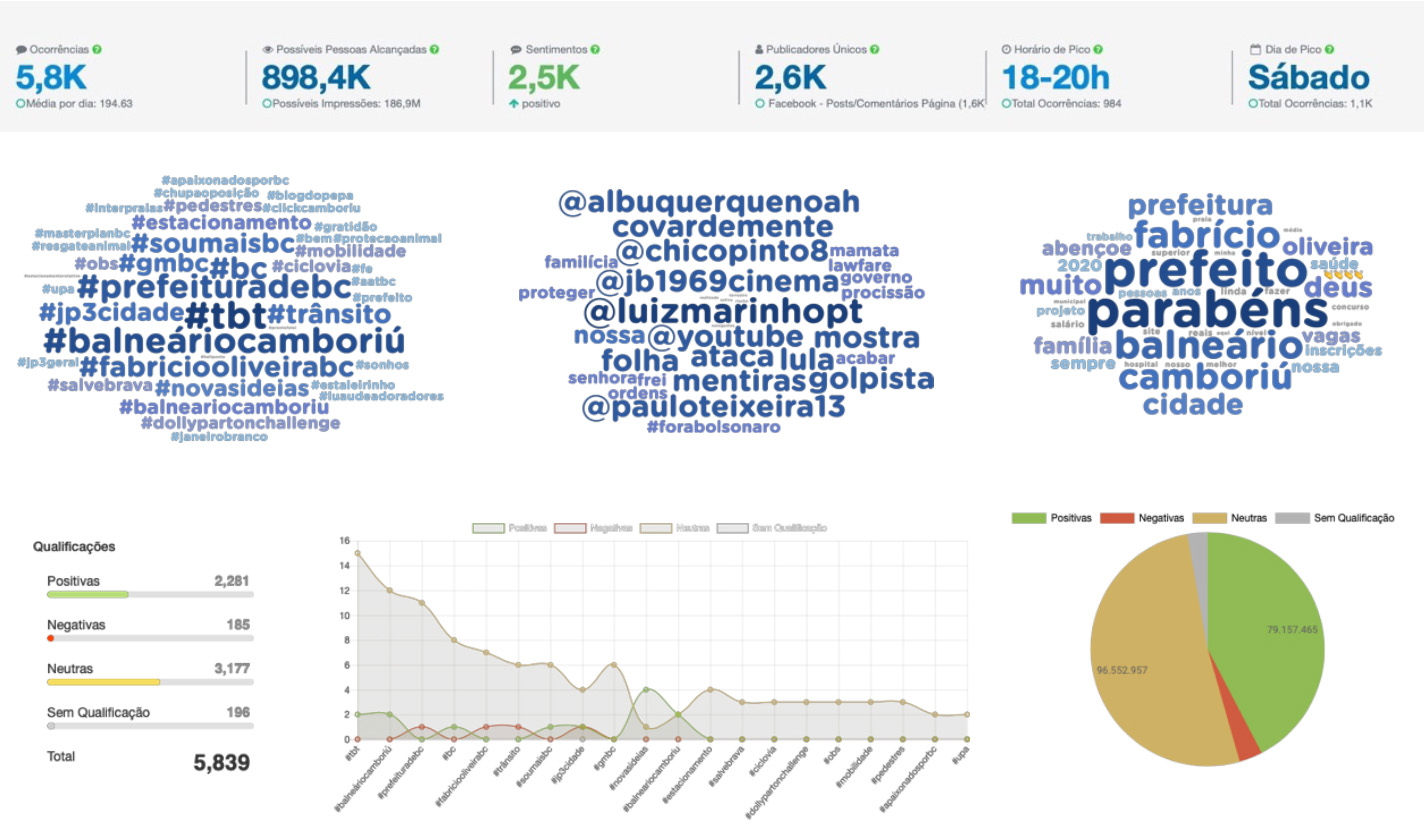 Ocorrências
5,8K
Média por dia: 194.63
Possíveis Pessoas Alcançadas
898,4K
Possíveis Impressões: 186,9M
Sentimentos
2,5K
positivo
Publicadores Únicos
2,6K
Facebook - Posts/Comentários Página (1,6K
Horário de Pico
18-20h
Total Ocorrências: 984
Dia de Pico
Sábado
Total Ocorrências: 1,1K
#apaixonadosporbc
#chupaoposição #blogdopepa
#interpraias #pedestres #clickcamboriu
#estacionamento #gratidão
#masterplanbc
#resgateanimal #soumaisbc #bem #protecaoanimal
#mobilidade
#obs #gmbc #bc #ciclovia #fe
#upa #prefeituradebc #aatbc
#prefeito
#jp3cidade #tbt #trânsito
#balneáriocamboriú
#jp3geral #fabriciooliveirabc #sonhos
#salvebrava #novasideias #estaleirinho
#luaudeadoradores
#balneariocamboriu
#dollypartonchallenge
#janeirobranco
@albuquerquenoah
covardemente
@chicopinto8 mamata
familícia lawfare
@jb1969cinema governo
proteger procissão
@luizmarinhopt
nossa @youtube mostra
folha ataca lula acabar
senhora frei mentiras golpista
ordens
@pauloteixeira13
#forabolsonaro
prefeitura
praia
trabalho fabrício médio
abençoe superior minha oliveira
2020 prefeito saúde
muito pessoas anos linda fazer deus
municipal
projeto parabéns concurso
salário site reais aqui nível obrigado
família balneário vagas
inscrições
sempre hospital nosso melhor nossa
camboriú
cidade
Qualificações
Positivas 2,281
Negativas 185
Neutras 3,177
Sem Qualificação 196
Total 5,839
Positivas Negativas Neutras Sem Qualificação
16
14
12
10
8
6
4
2
0
#tbt
#balneáriocamboriú
#prefeituradebc
#bc
#fabriciooliveirabc
#trânsito
#soumaisbc
#jp3cidade
#gmbc
#novasideias
#balneariocamboriu
#estacionamento
#salvebrava
#ciclovia
#dollypartonchallenge
#obs
#mobilidade
#pedestres
#apaixonadosporbc
#upa
Positivas Negativas Neutras Sem Qualificação
79.157.465
96.552.957